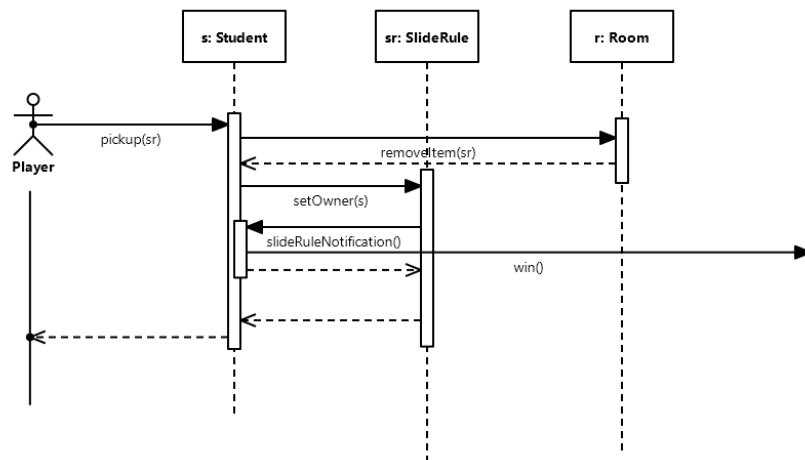 s: Student
sr: SlideRule
r: Room
pickup(sr)
removeItem(sr)
Player
setOwner(s)
slideRuleNotification()
win()